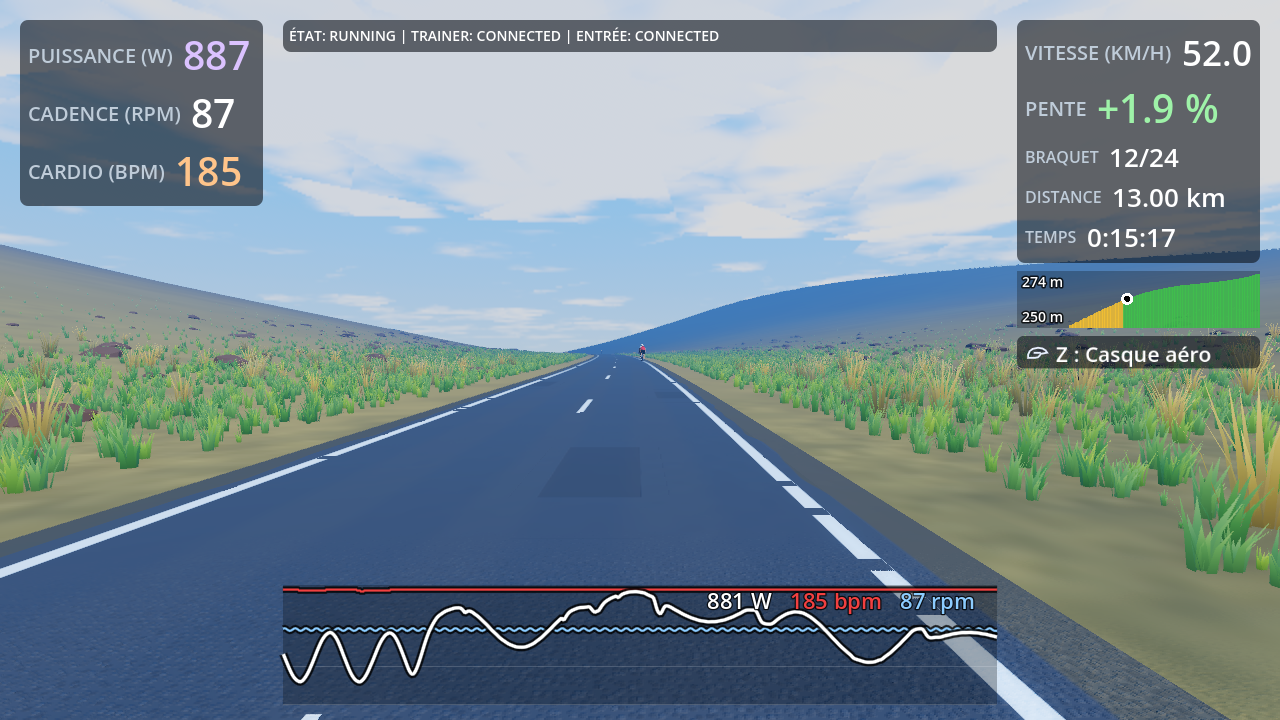 PUISSANCE (W) 887
CADENCE (RPM) 87
CARDIO (BPM) 185
ÉTAT: RUNNING | TRAINER: CONNECTED | ENTRÉE: CONNECTED
VITESSE (KM/H) 52.0
PENTE +1.9 %
BRAQUET 12/24
DISTANCE 13.00 km
TEMPS 0:15:17
274 m
250 m
Z : Casque aéro
881 W 185 bpm 87 rpm